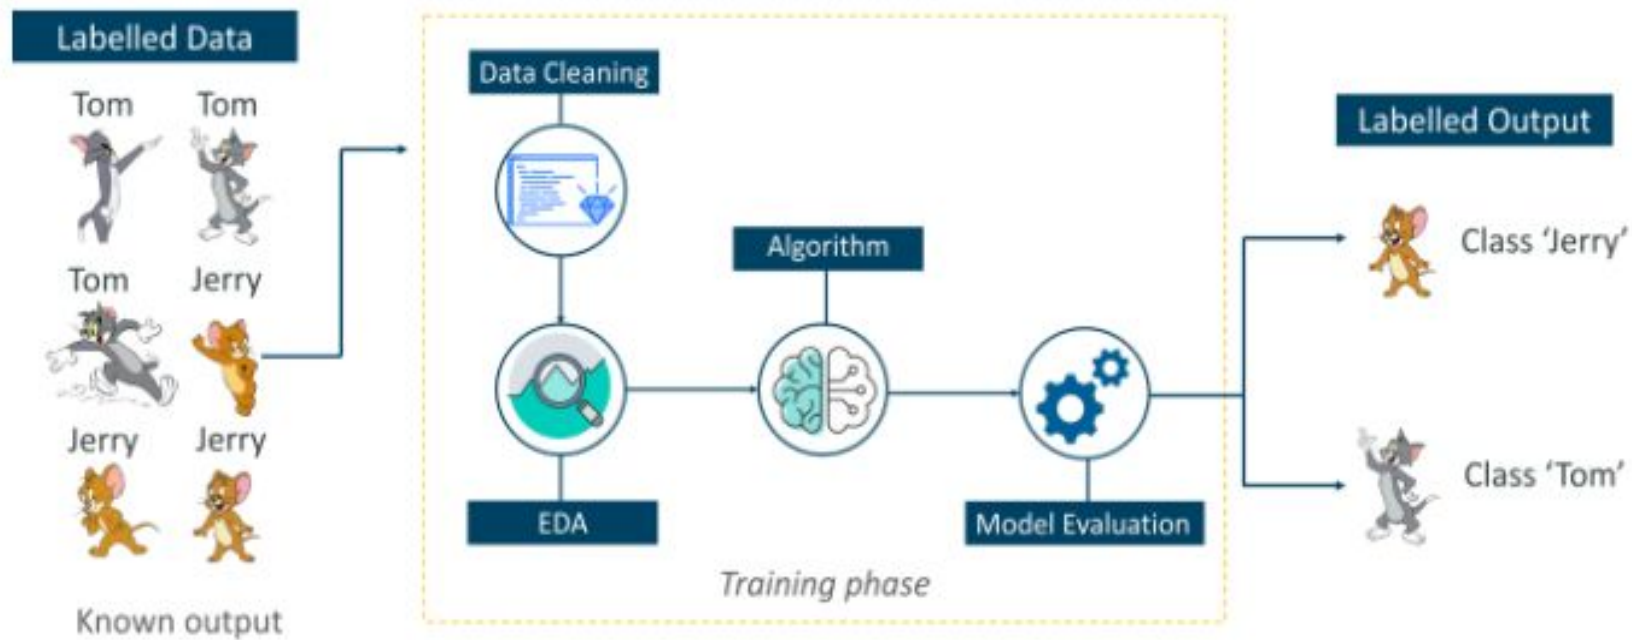 Labelled Data
Tom Tom
Tom Jerry
Jerry Jerry
Known output
Data Cleaning
EDA
Algorithm
Model Evaluation
Training phase
Labelled Output
Class ‘Jerry’
Class ‘Tom’